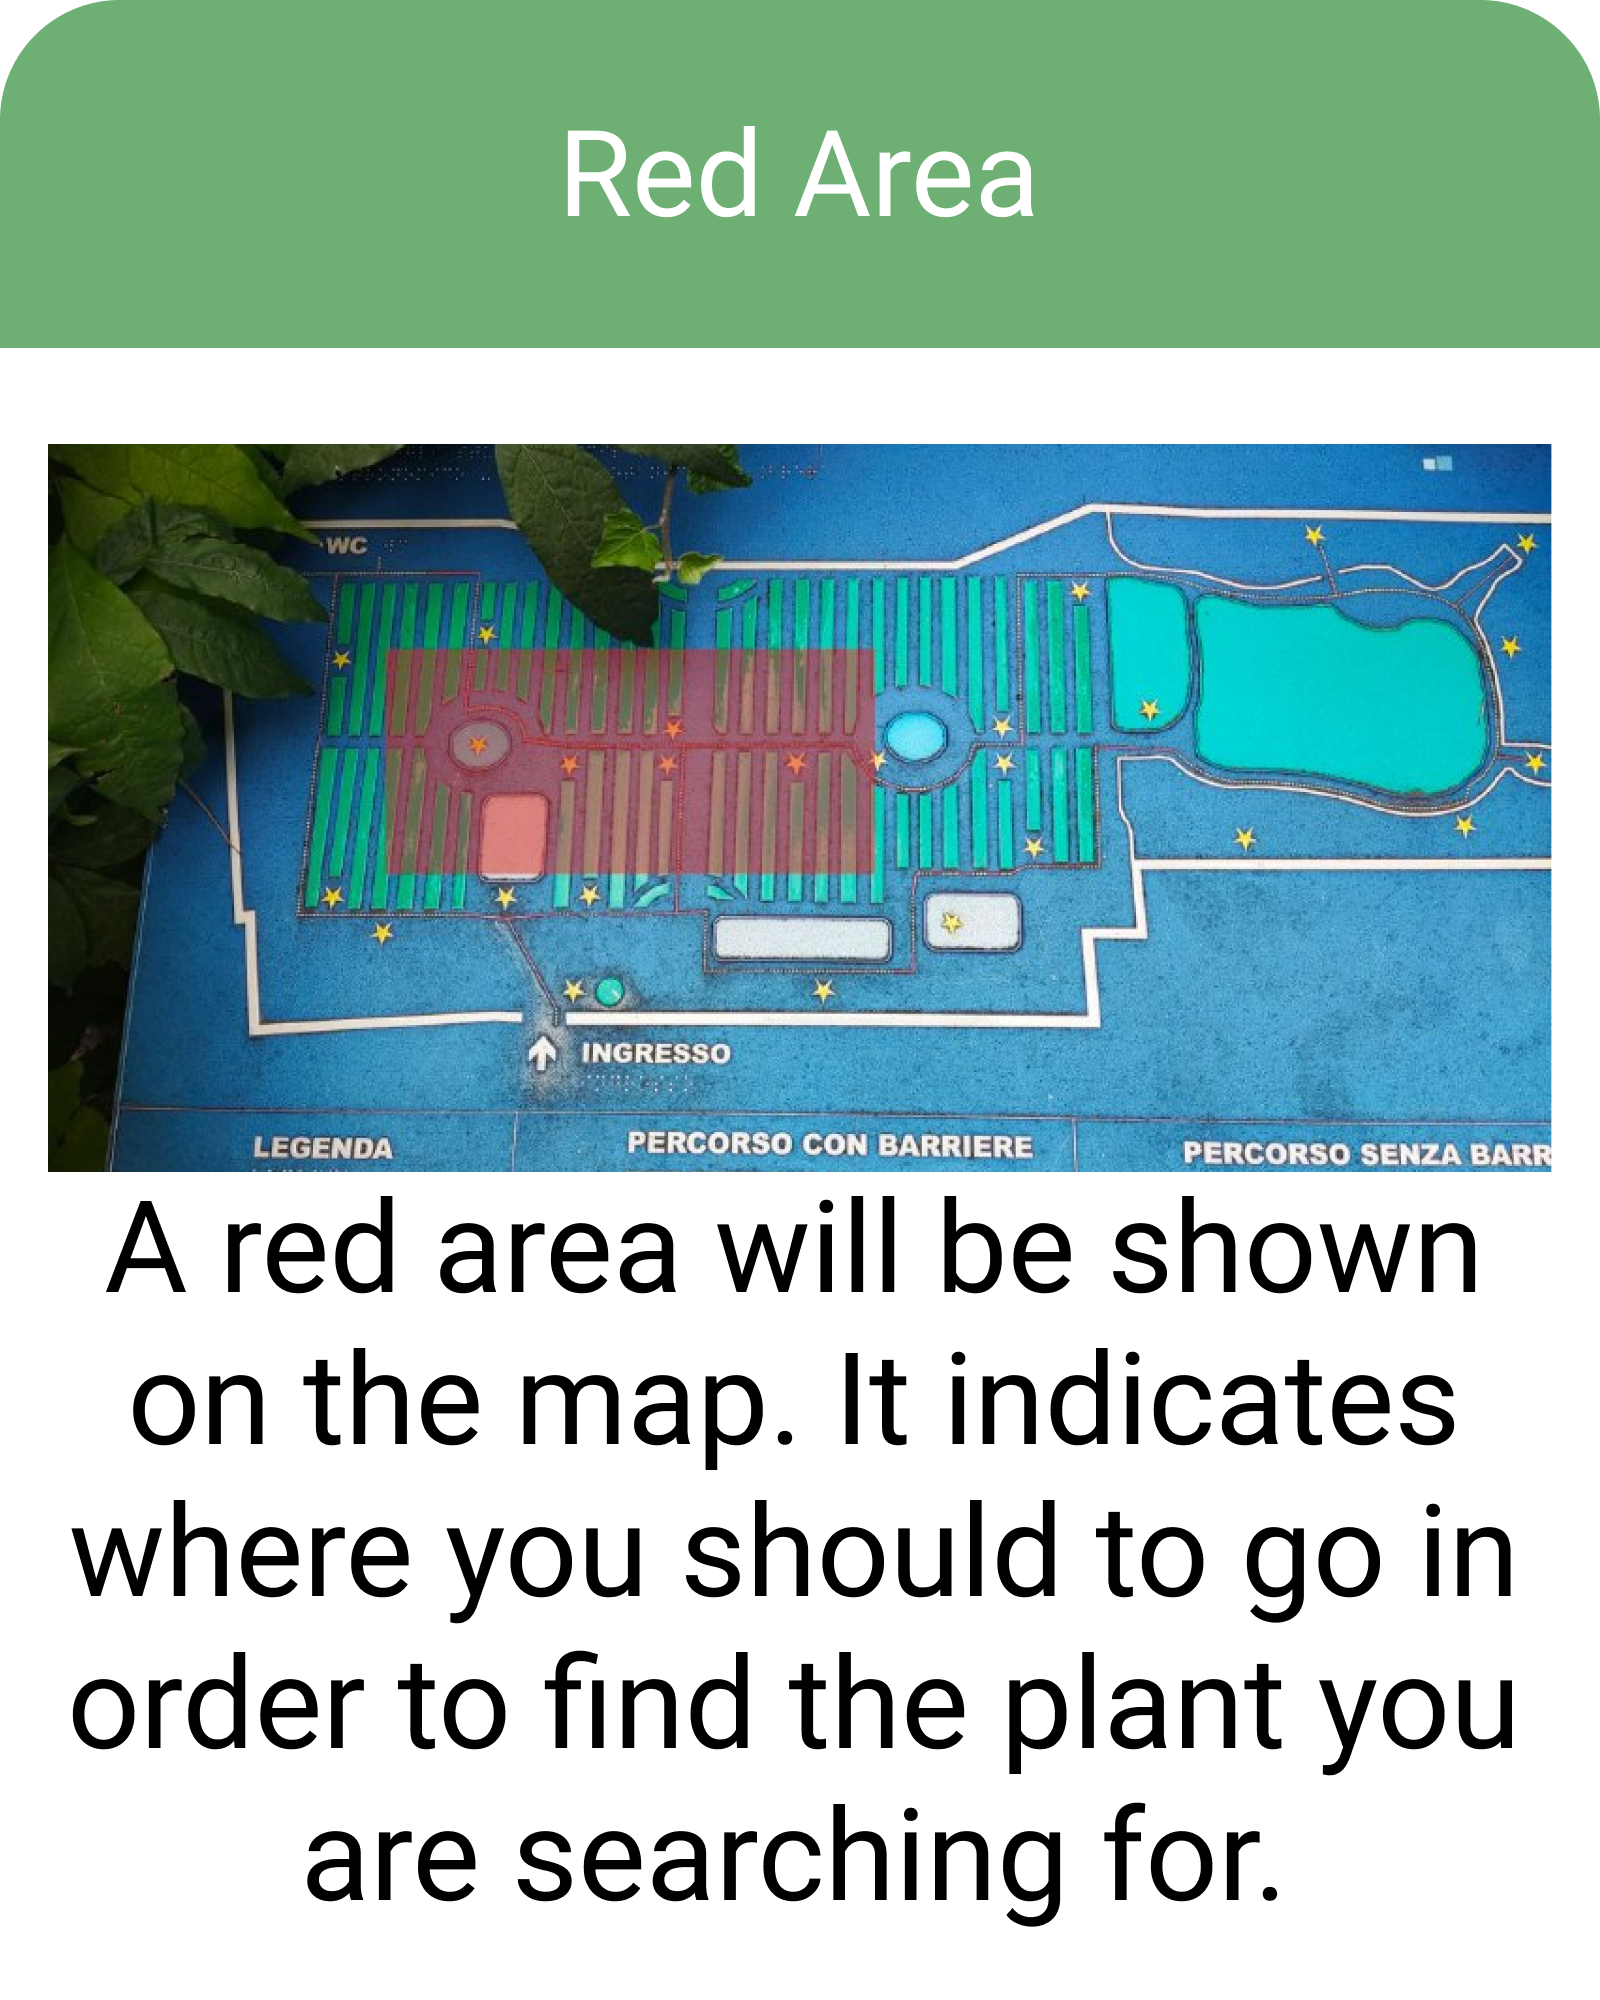 Red Area
WC
INGRESSO
LEGENDA
PERCORSO CON BARRIERE
PERCORSO SENZA BARR
A red area will be shown
on the map. It indicates
where you should to go in
order to find the plant you
are searching for.